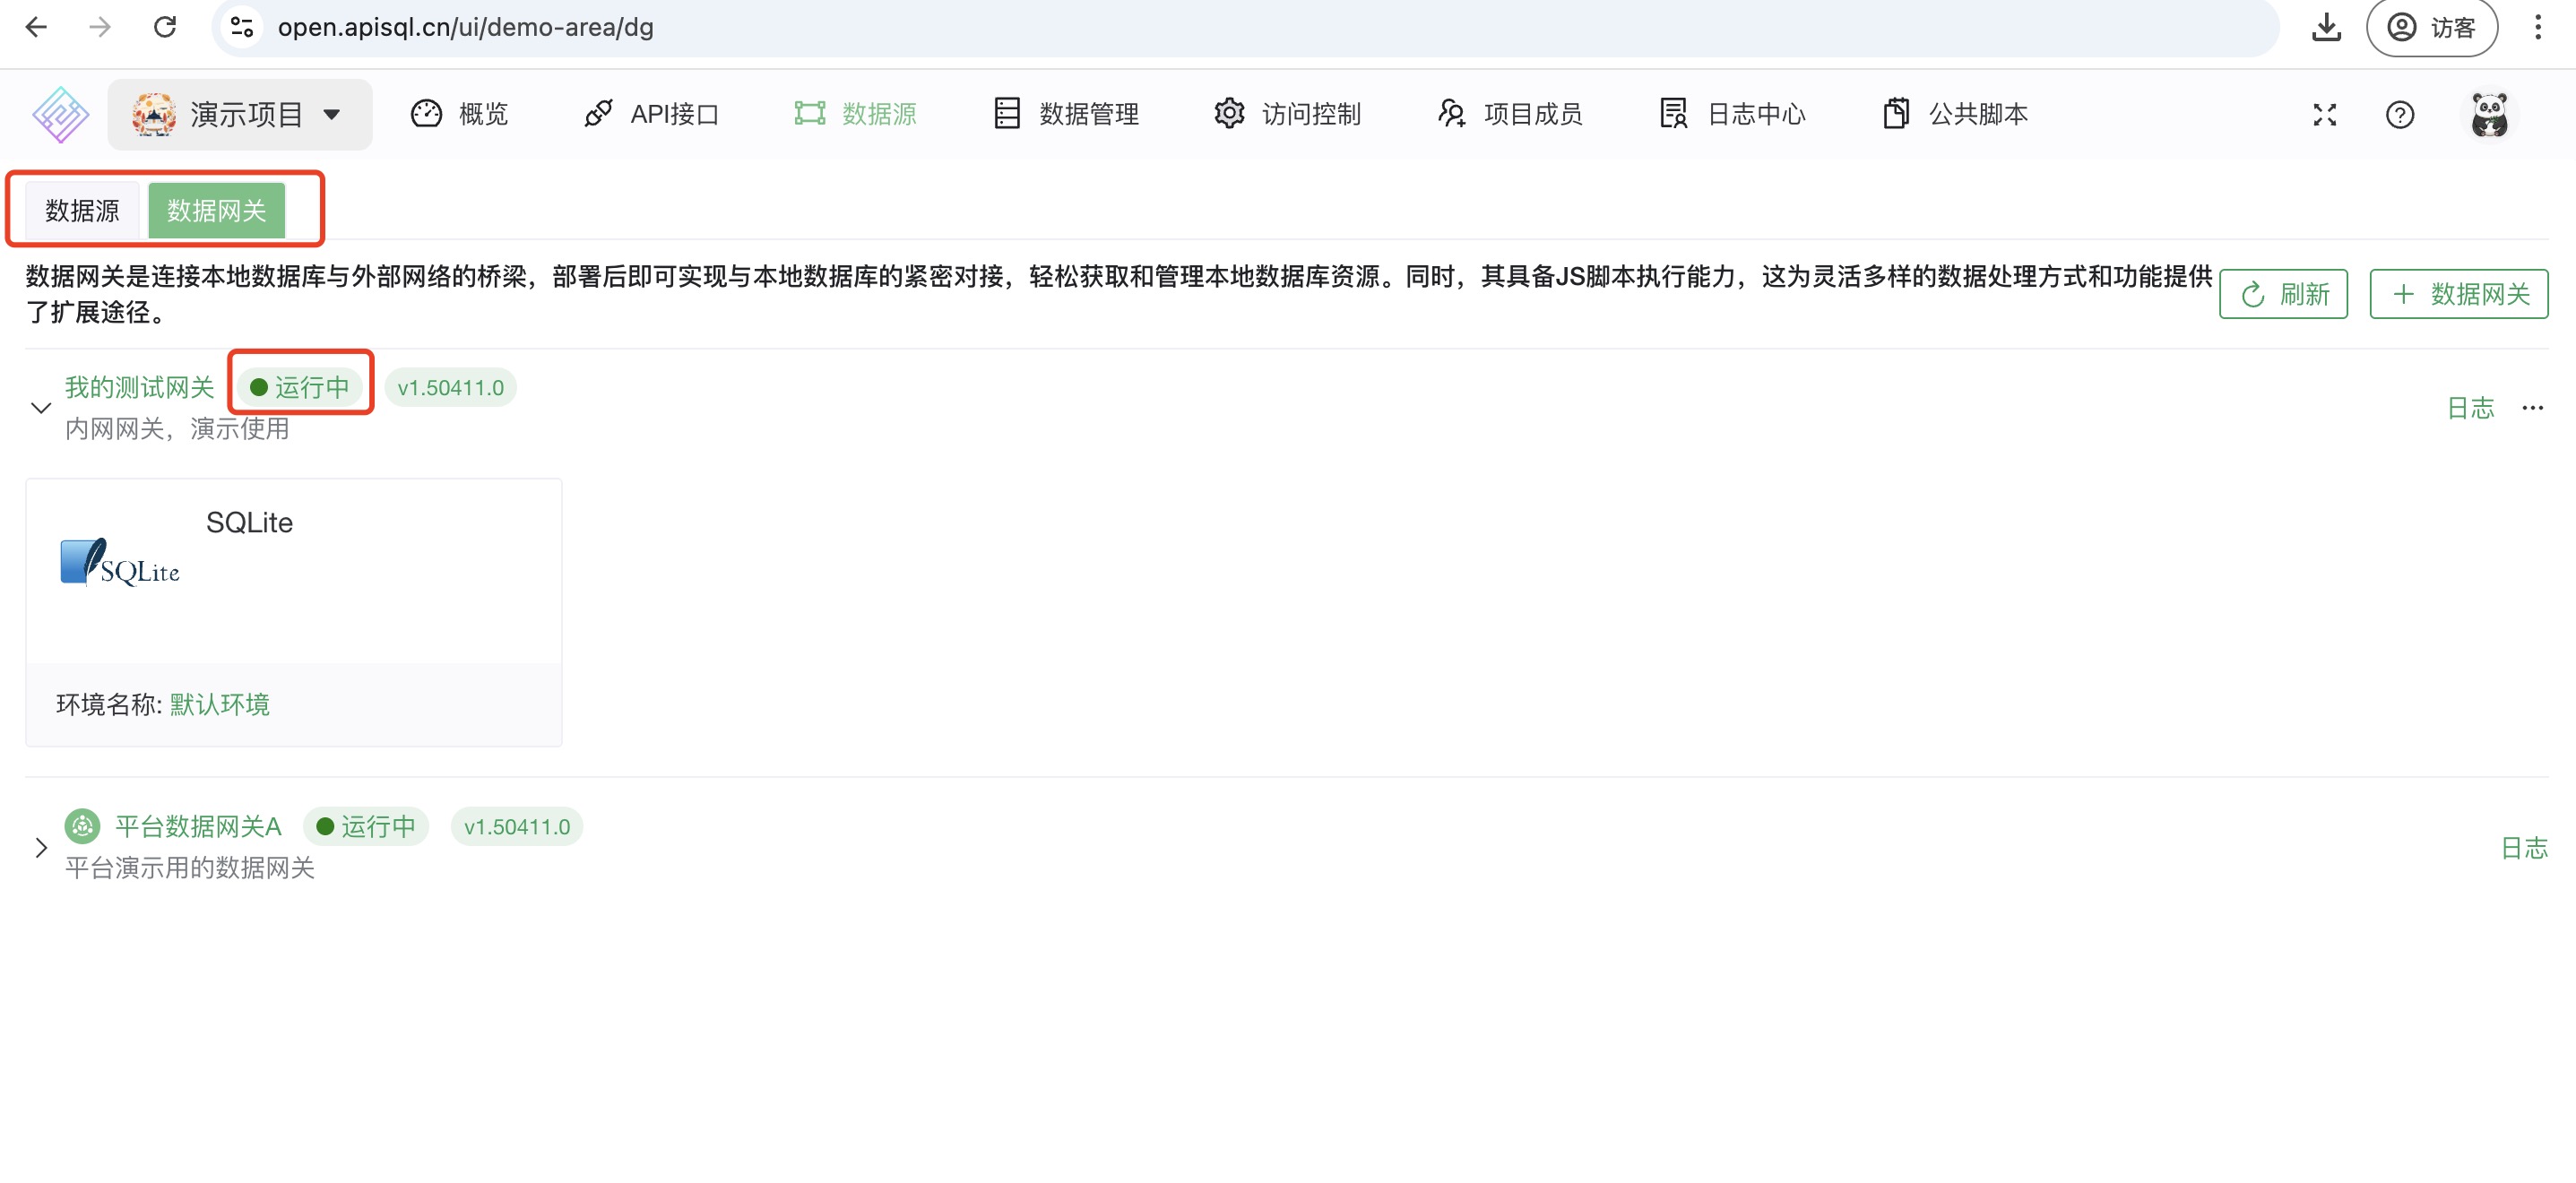 open.apisql.cn/ui/demo-area/dg
访客
演示项目
概览
API接口
数据源
数据管理
访问控制
项目成员
日志中心
公共脚本
数据源
数据网关
数据网关是连接本地数据库与外部网络的桥梁，部署后即可实现与本地数据库的紧密对接，轻松获取和管理本地数据库资源。同时，其具备JS脚本执行能力，这为灵活多样的数据处理方式和功能提供
了扩展途径。
刷新
+ 数据网关
我的测试网关
运行中
v1.50411.0
内网网关，演示使用
日志
SQLite
SQLite
环境名称: 默认环境
平台数据网关A
运行中
v1.50411.0
平台演示用的数据网关
日志